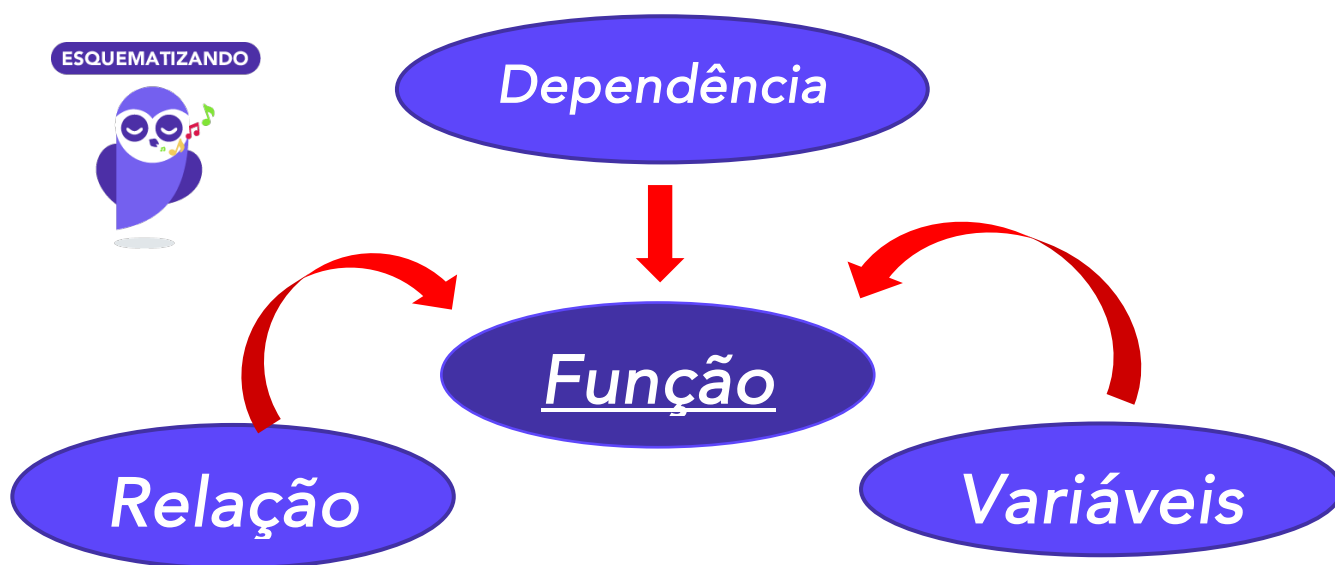 ESQUEMATIZANDO
Dependência
Função
Relação
Variáveis